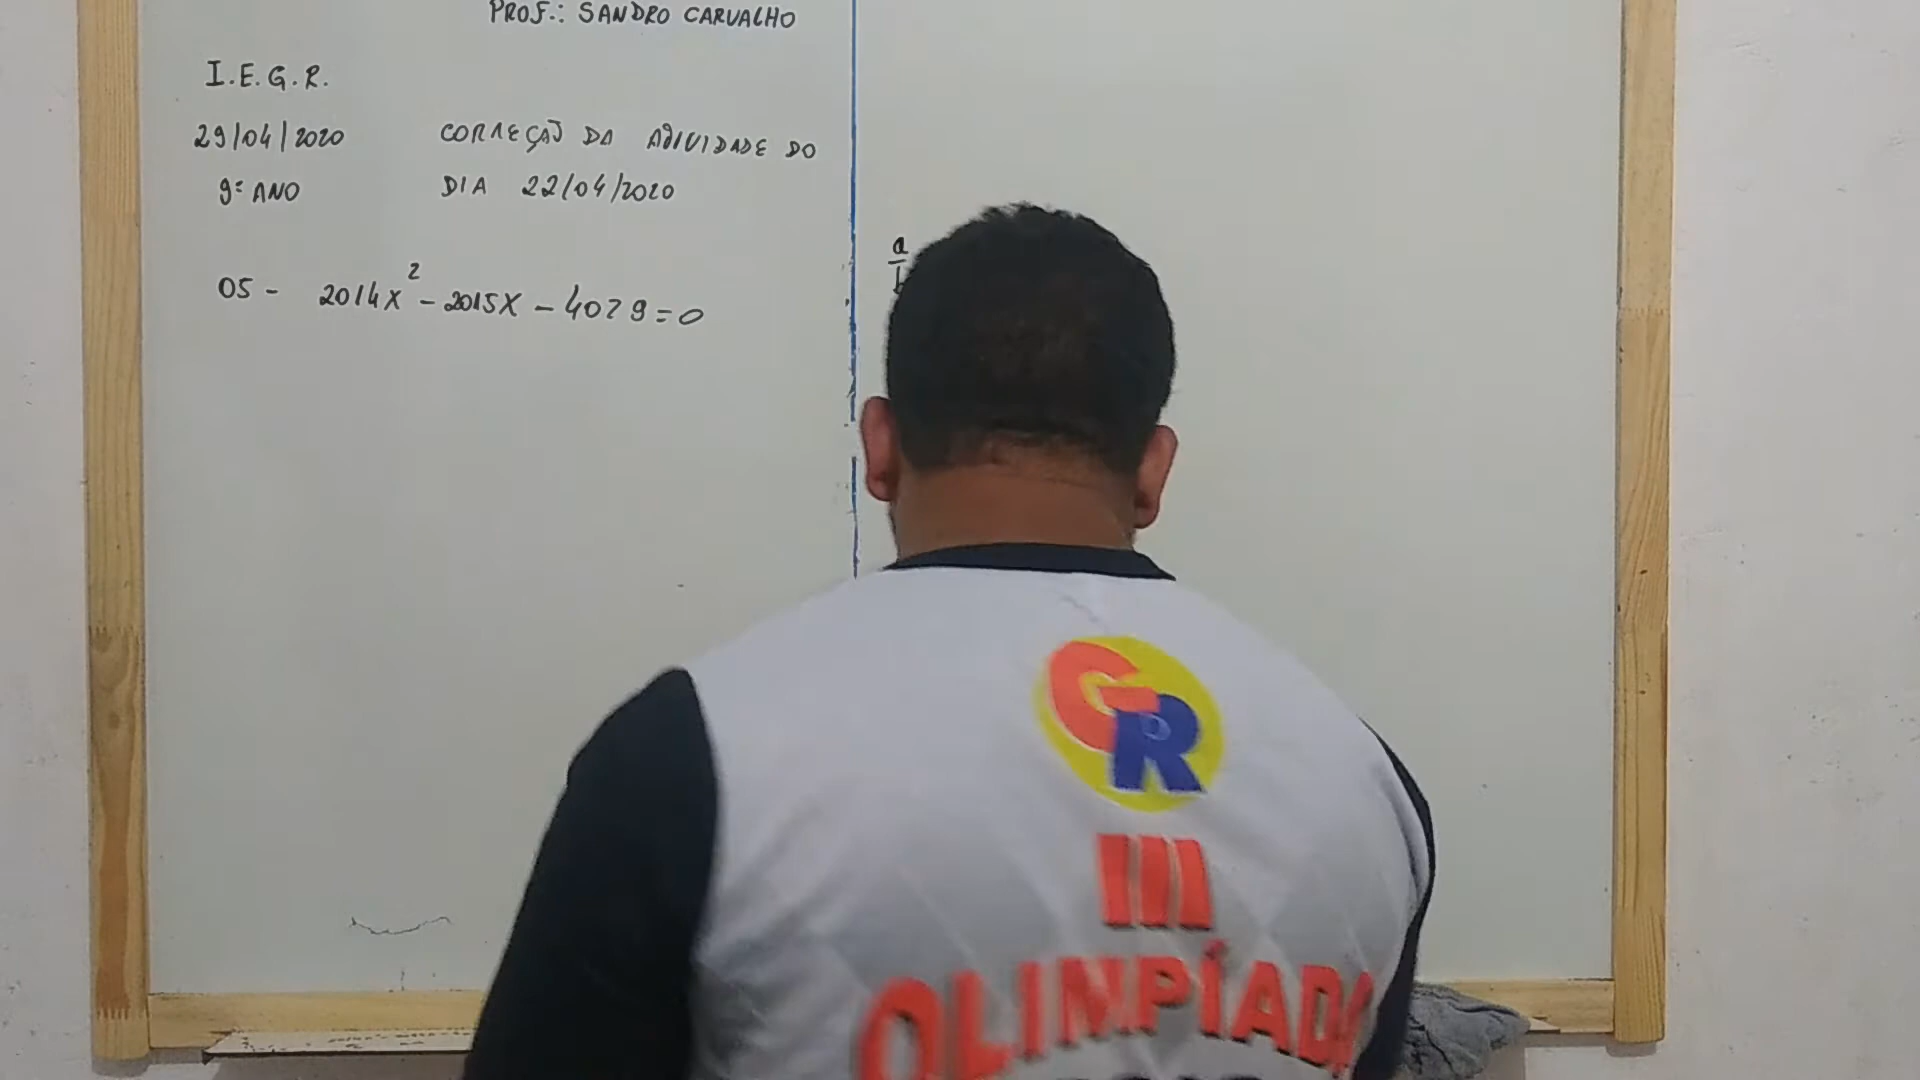 PROF.: SANDRO CARVALHO
I.E.G.R.
29/04/2020 CORREÇÃO DA ATIVIDADE DO
9º ANO DIA 22/04/2020
05 - 2014x² - 2015x - 4029 = 0
a
GR
III
OLIMPÍADA